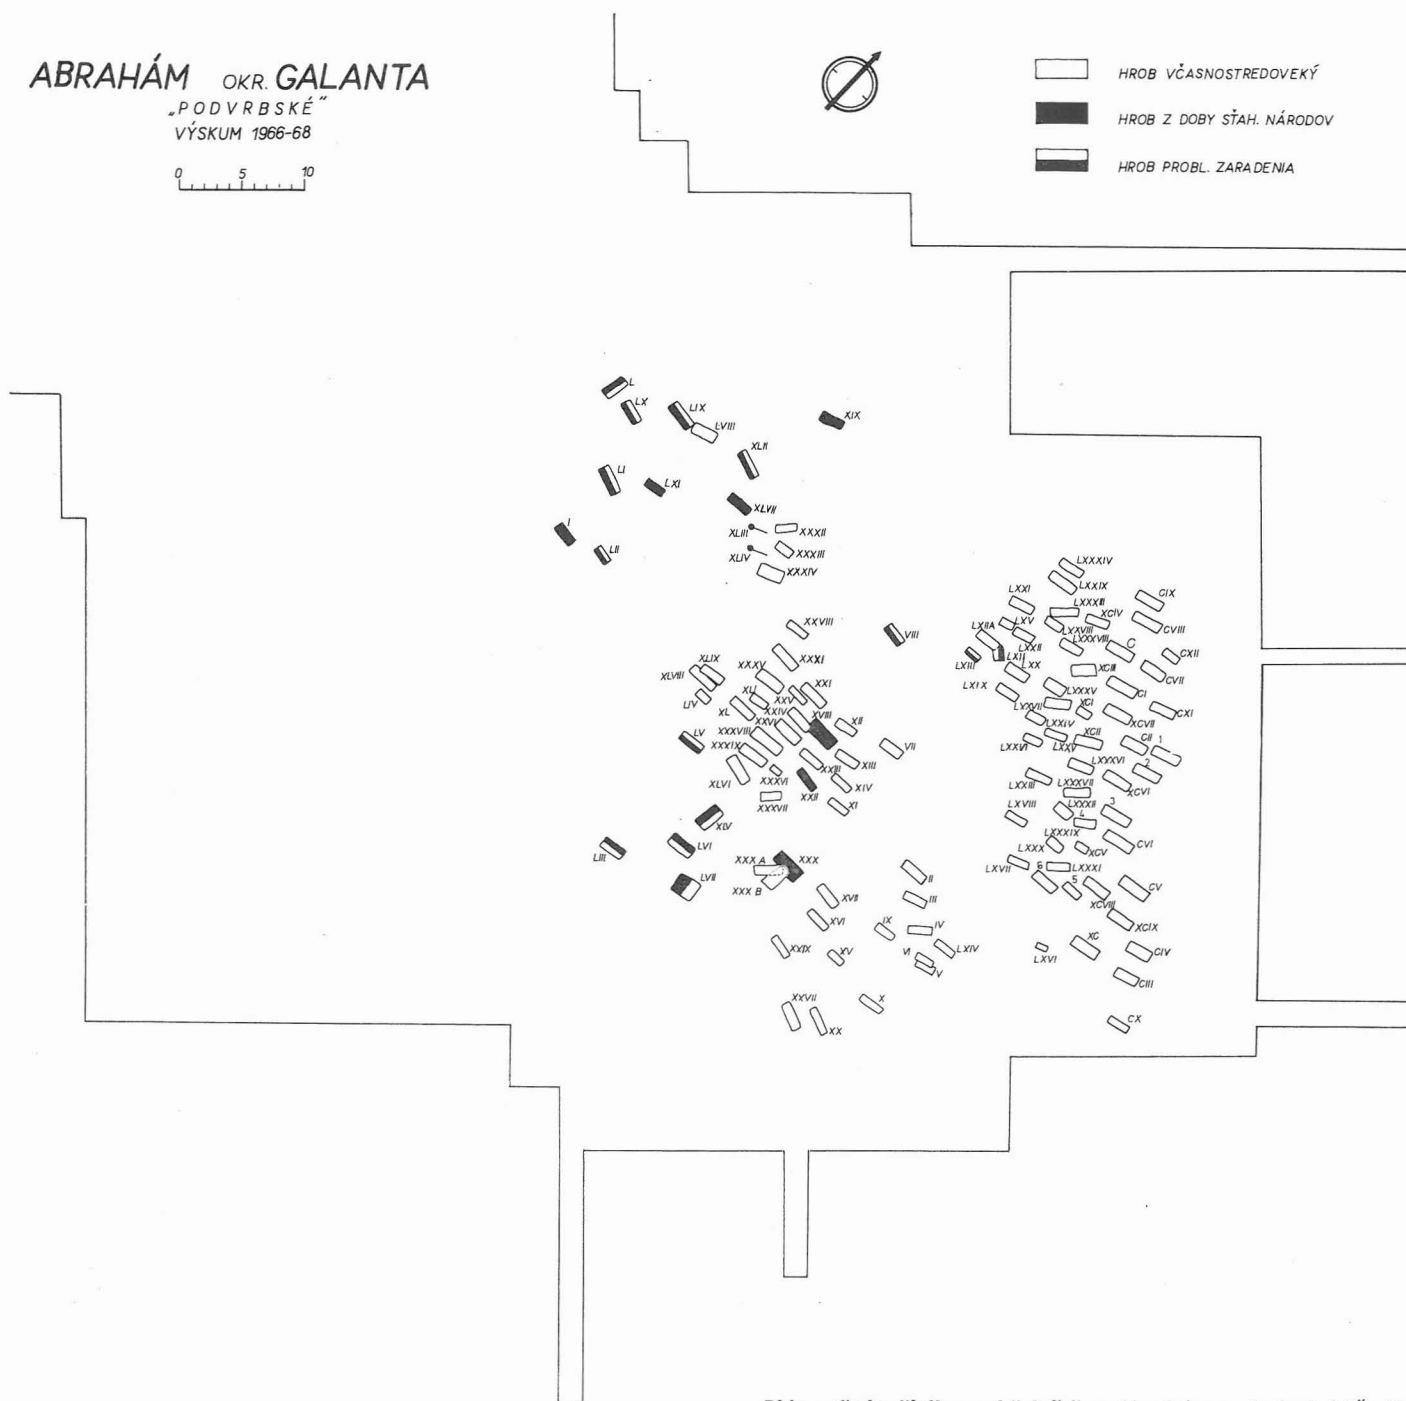 ABRAHÁM OKR. GALANTA
„PODVRBSKÉ“
VÝSKUM 1966-68
0 5 10
HROB VČASNOSTREDOVEKÝ
HROB Z DOBY SŤAH. NÁRODOV
HROB PROBL. ZARADENIA
L
LX
LIX
LVIII
XIX
XLII
LI
LXI
XLVII
I
LII
XLIII
XXXII
XLIV
XXXIII
XXXIV
XXVIII
VIII
XXXI
XLIX
XLVIII
XXXV
LIV
XLI
XXV
XXI
XL
XXIV
XVIII
XXVI
XII
LV
XXXVIII
VII
XXXIX
XXIII
XIII
XLVI
XXXVI
XXII
XIV
XXXVII
XI
XLV
LIII
LVI
XXX A
XXX
LVII
XXX B
II
XVII
III
XVI
IX
IV
XXIX
XV
VI
LXIV
V
XXVII
X
XX
LXXXIV
LXXI
LXXIX
CIX
LXXXIII
XCIV
LXV
LXIIA
LXXVIII
CVIII
LXXII
LXXXVIII
C
CXII
LXIII
LXII
LXX
XCIII
CVII
LXIX
LXXXV
CI
LXXVII
XCI
CXI
XCVII
LXXIV
LXXVI
LXXV
XCII
CII
1
LXXXVI
2
LXXIII
LXXXVII
XCVI
LXVIII
LXXXII
3
4
LXXXIX
LXXX
XCV
CVI
LXVII
6
LXXXI
5
CV
XCVIII
XCIX
XC
LXVI
CIV
CIII
CX